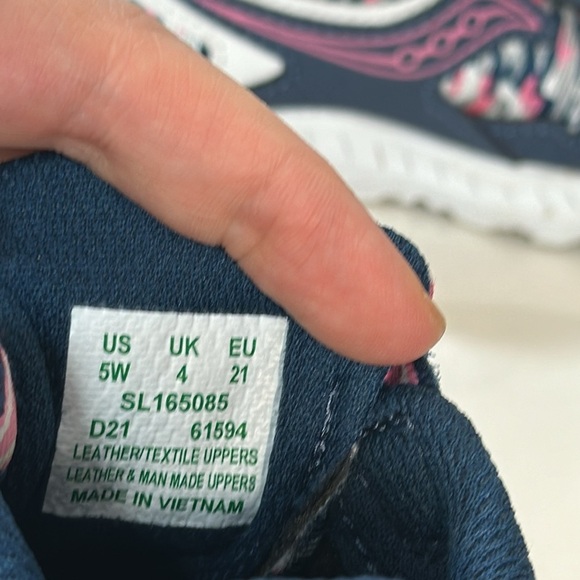 US UK EU
5W 4 21
SL165085
D21 61594
LEATHER/TEXTILE UPPERS
LEATHER & MAN MADE UPPERS
MADE IN VIETNAM